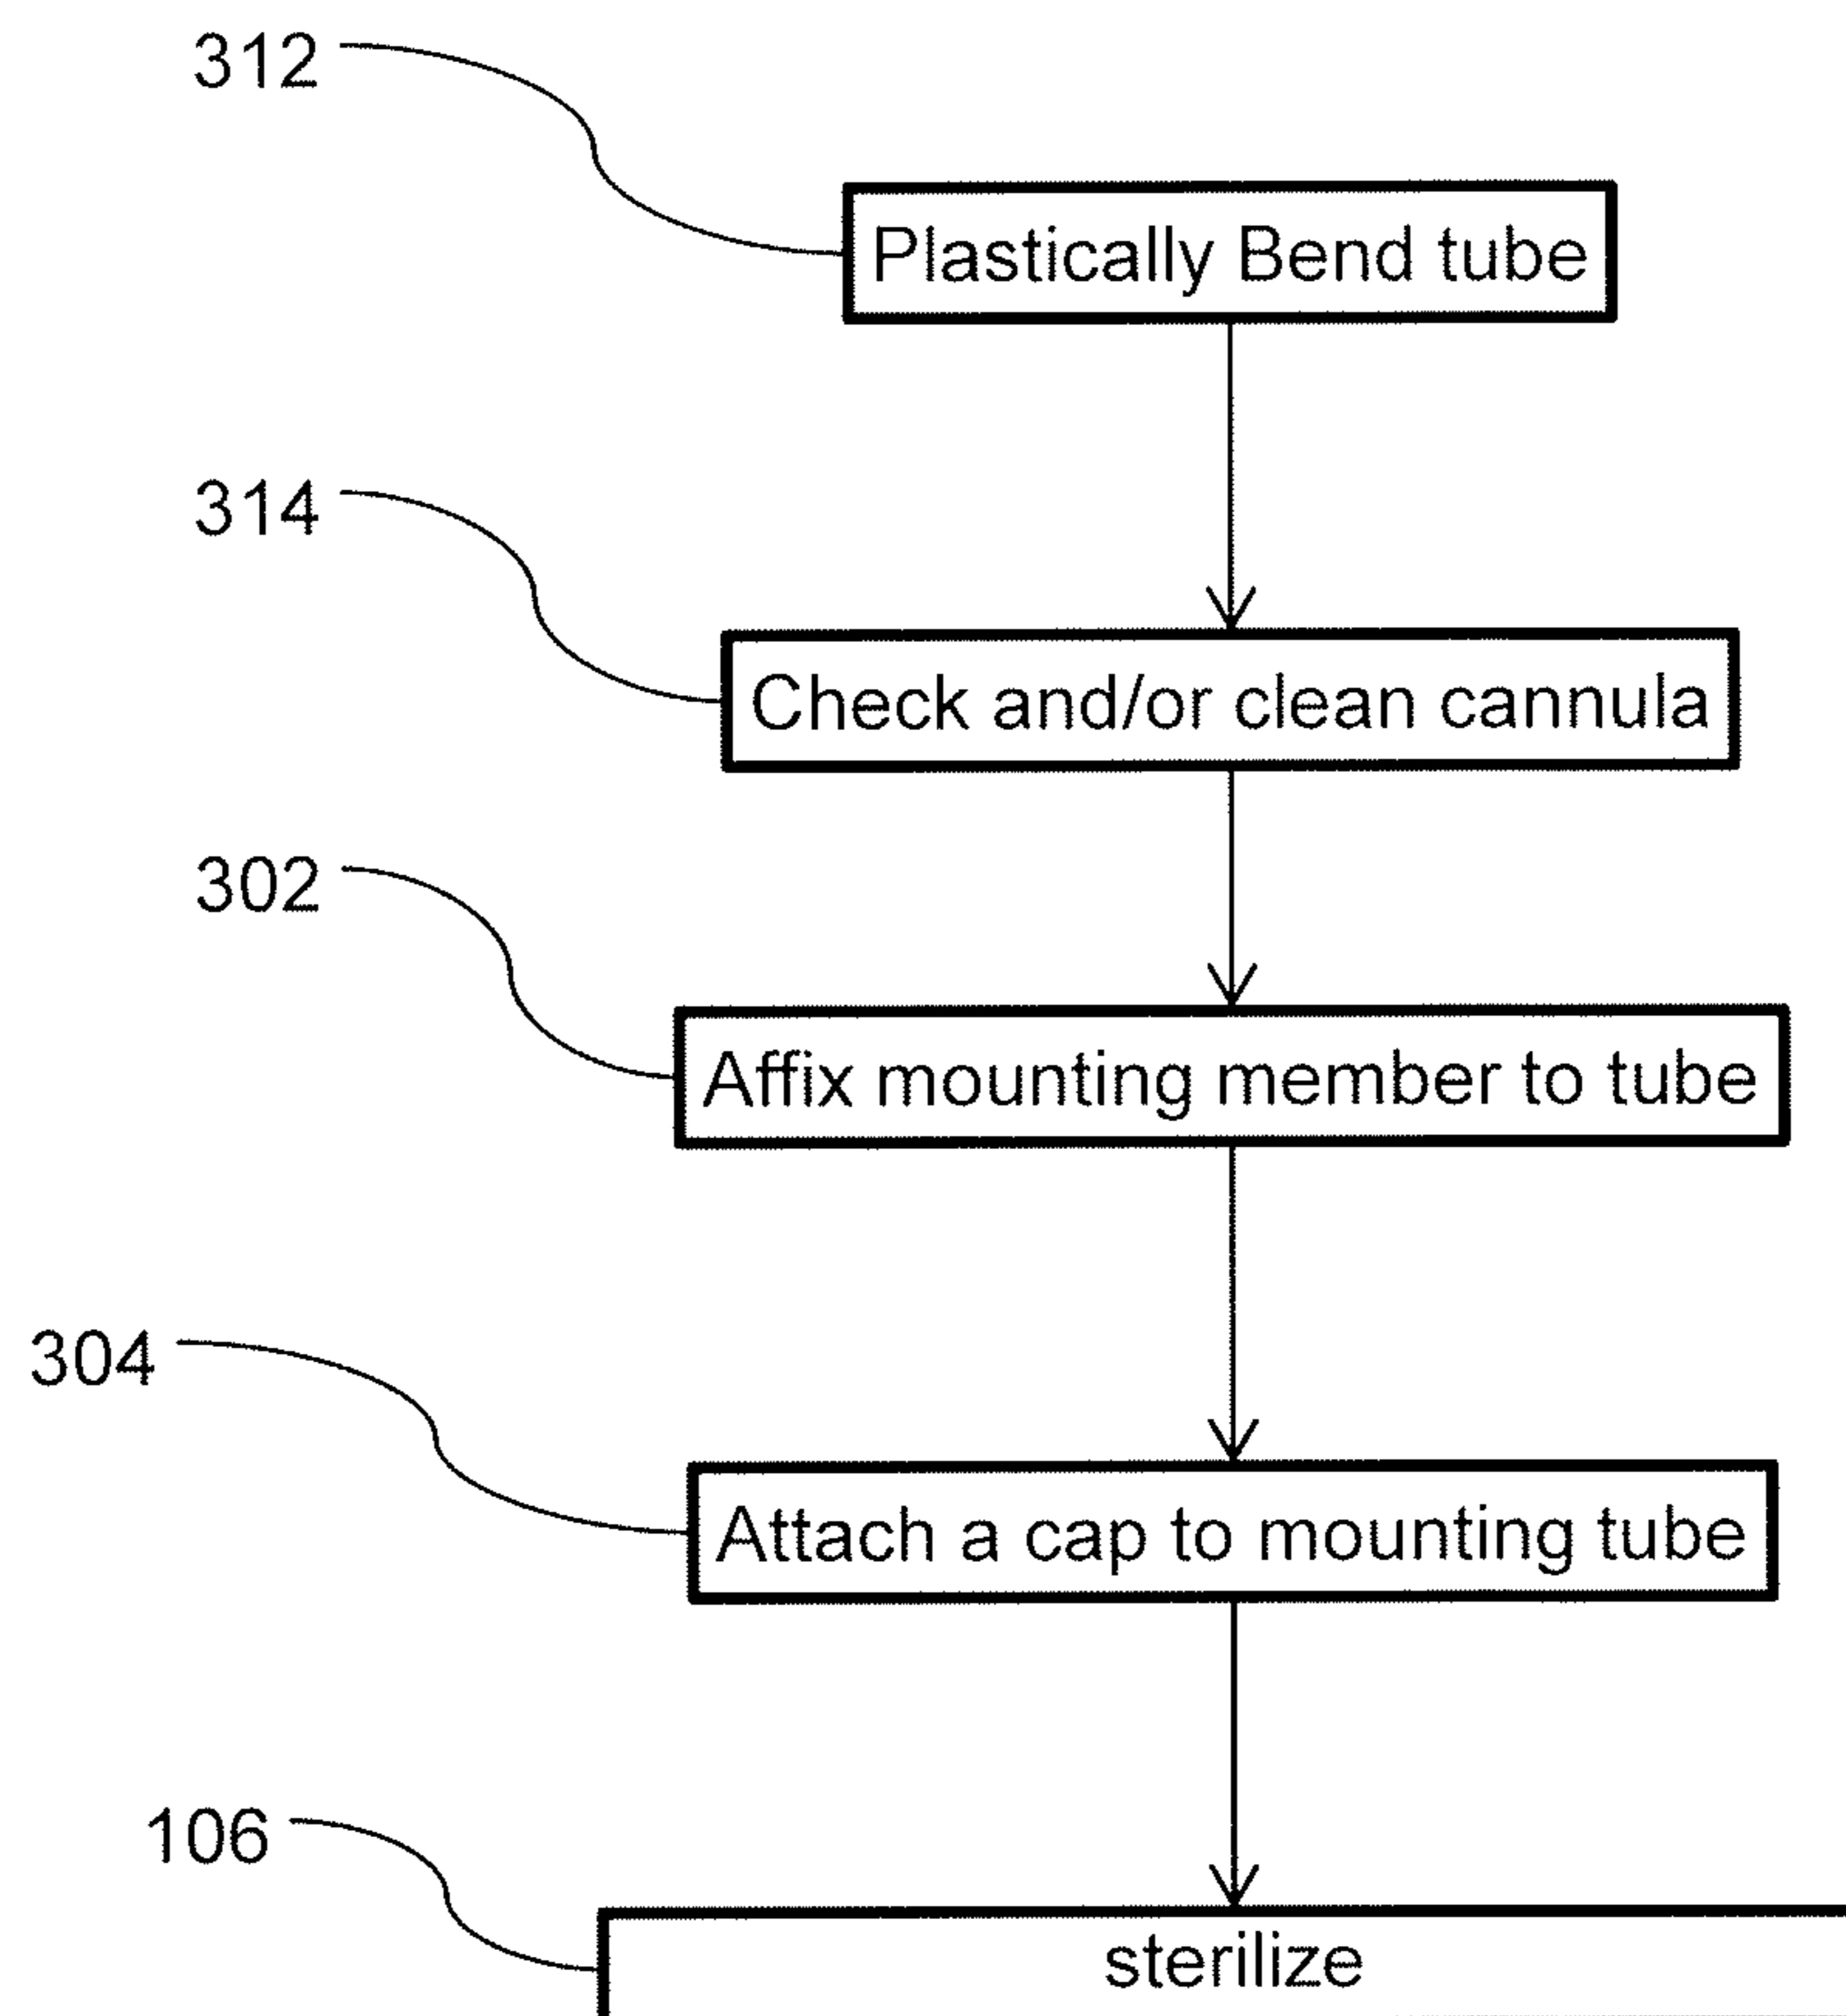 312
Plastically Bend tube
314
Check and/or clean cannula
302
Affix mounting member to tube
304
Attach a cap to mounting tube
106
sterilize